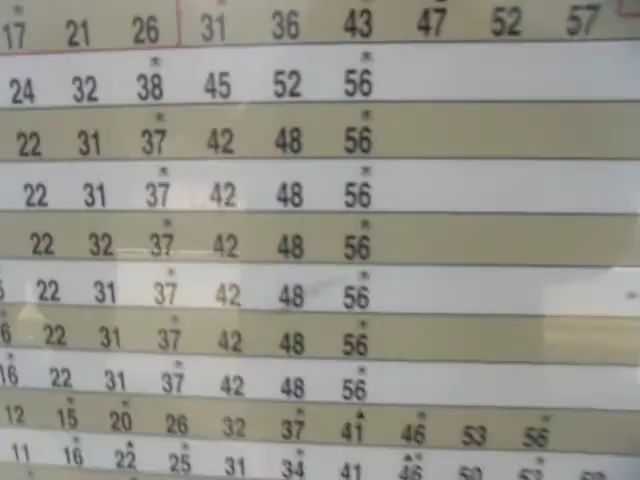 17 21 26 31 36 43 47 52 57
24 32 38 45 52 56
22 31 37 42 48 56
22 31 37 42 48 56
22 32 37 42 48 56
22 31 37 42 48 56
6 22 31 37 42 48 56
16 22 31 37 42 48 56
12 15 20 26 32 37 41 46 53 56
11 16 22 25 31 34 41 46